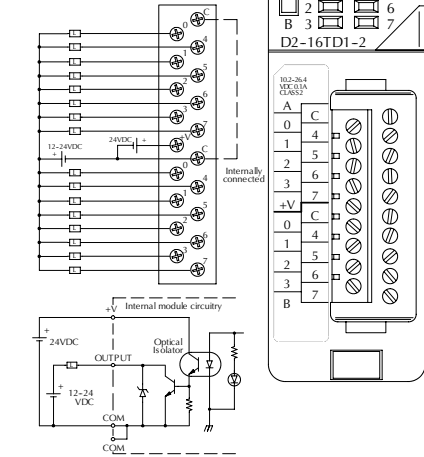 C
0
L
4
L
1
L
5
L
2
L
6
L
3
L
7
L
24VDC
- +
+V
12–24VDC
+
C
Internally
connected
0
L
4
L
1
L
5
L
2
L
6
L
3
L
7
L
Internal module circuitry
+V
+
24VDC
Optical
Isolator
OUTPUT
L
+
12–24
VDC
COM
COM
2 6
B 3 7
D2–16TD1–2
10.2–26.4
VDC 0.1A
CLASS2
A
C
0
4
1
5
2
6
3
7
+V
C
0
4
1
5
2
6
3
7
B